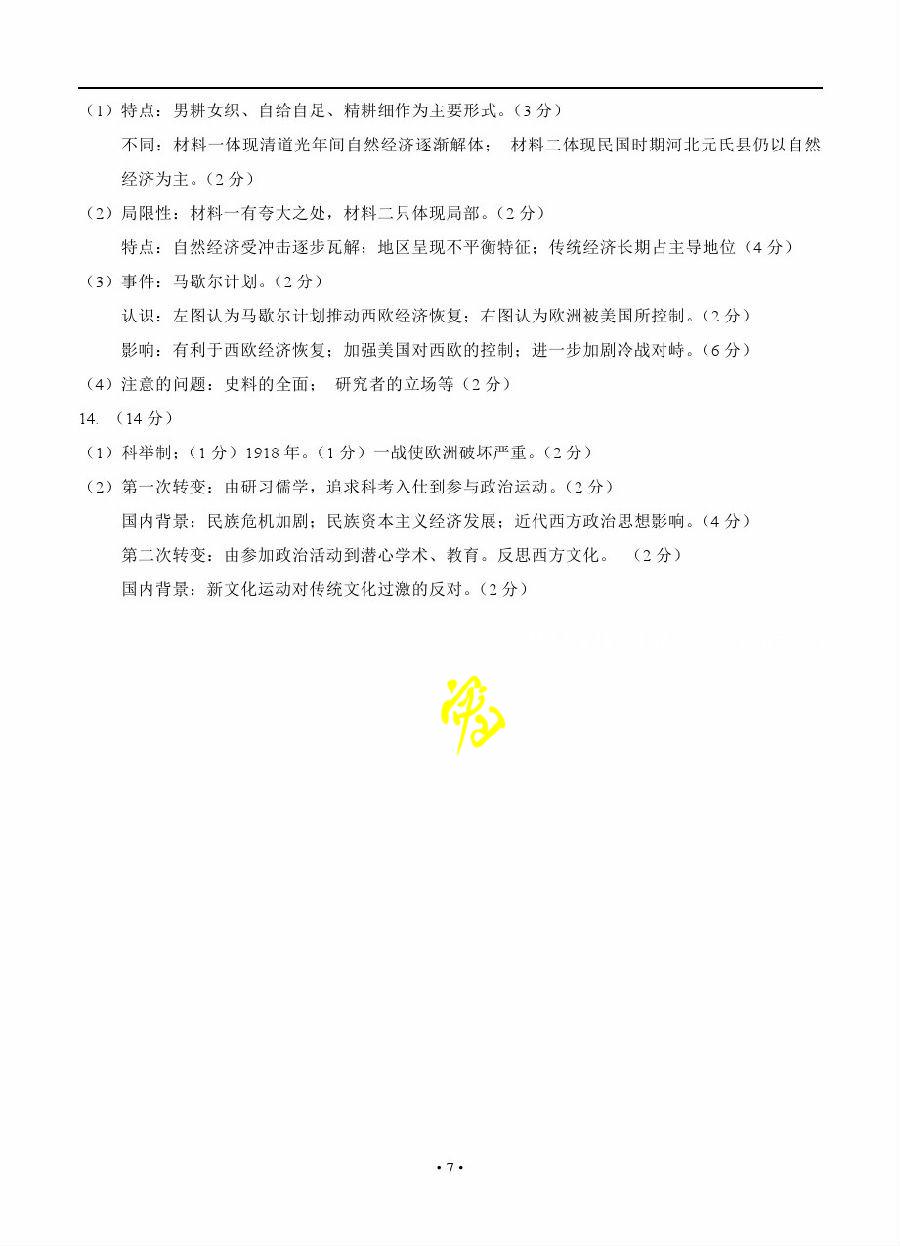 （1）特点：男耕女织、自给自足、精耕细作为主要形式。（3 分）
不同：材料一体现清道光年间自然经济逐渐解体； 材料二体现民国时期河北元氏县仍以自然
经济为主。（2 分）
（2）局限性：材料一有夸大之处，材料二只体现局部。（2 分）
特点：自然经济受冲击逐步瓦解；地区呈现不平衡特征；传统经济长期占主导地位（4 分）
（3）事件：马歇尔计划。（2 分）
认识：左图认为马歇尔计划推动西欧经济恢复；右图认为欧洲被美国所控制。（2 分）
影响：有利于西欧经济恢复；加强美国对西欧的控制；进一步加剧冷战对峙。（6 分）
（4）注意的问题：史料的全面； 研究者的立场等（2 分）
14. （14 分）
（1）科举制；（1 分）1918 年。（1 分）一战使欧洲破坏严重。（2 分）
（2）第一次转变：由研习儒学，追求科考入仕到参与政治运动。（2 分）
国内背景：民族危机加剧；民族资本主义经济发展；近代西方政治思想影响。（4 分）
第二次转变：由参加政治活动到潜心学术、教育。反思西方文化。 （2 分）
国内背景：新文化运动对传统文化过激的反对。（2 分）
• 7 •